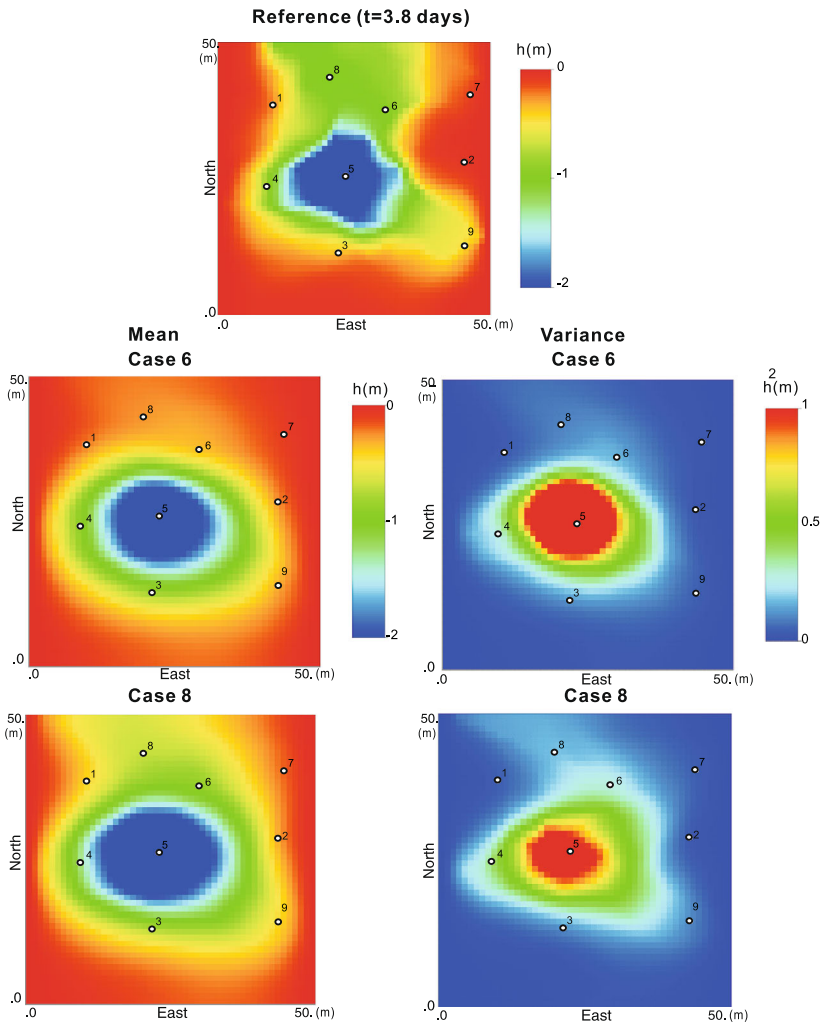 Reference (t=3.8 days)
50.
(m)
h(m)
0
-1
-2
8
7
1
6
2
5
4
9
3
North
.0
.0
East
50. (m)
Mean
Case 6
Variance
Case 6
50.
(m)
h(m)
0
-1
-2
8
7
1
6
2
5
4
9
3
North
.0
.0
East
50. (m)
50.
(m)
2
h(m)
1
0.5
0
8
7
1
6
2
5
4
9
3
North
.0
.0
East
50. (m)
Case 8
Case 8
50.
(m)
8
7
1
6
2
5
4
9
3
North
.0
.0
East
50. (m)
50.
(m)
8
7
1
6
2
5
4
9
3
North
.0
.0
East
50. (m)